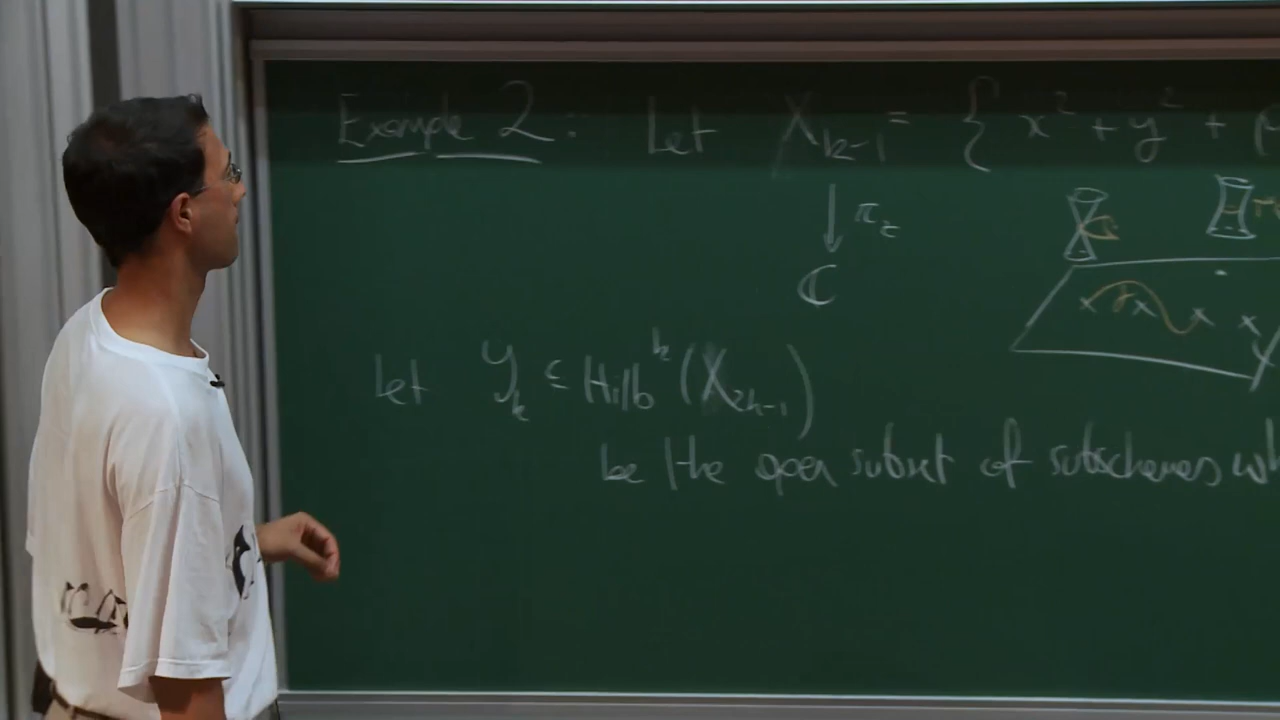 Example 2: Let X_{k-1} = { x² + y² + p
↓ π_z
ℂ
let Y_k ⊆ Hilb^k (X_{2k-1})
be the open subset of subschemes wh